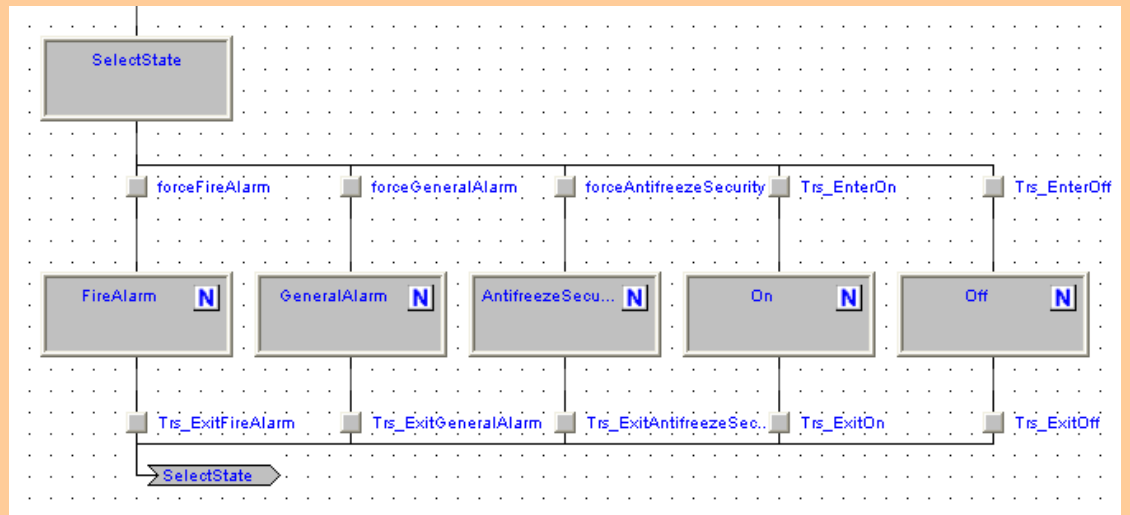 SelectState
forceFireAlarm forceGeneralAlarm forceAntifreezeSecurity Trs_EnterOn Trs_EnterOff
FireAlarm N GeneralAlarm N AntifreezeSecu... N On N Off N
Trs_ExitFireAlarm Trs_ExitGeneralAlarm Trs_ExitAntifreezeSec.. Trs_ExitOn Trs_ExitOff
SelectState